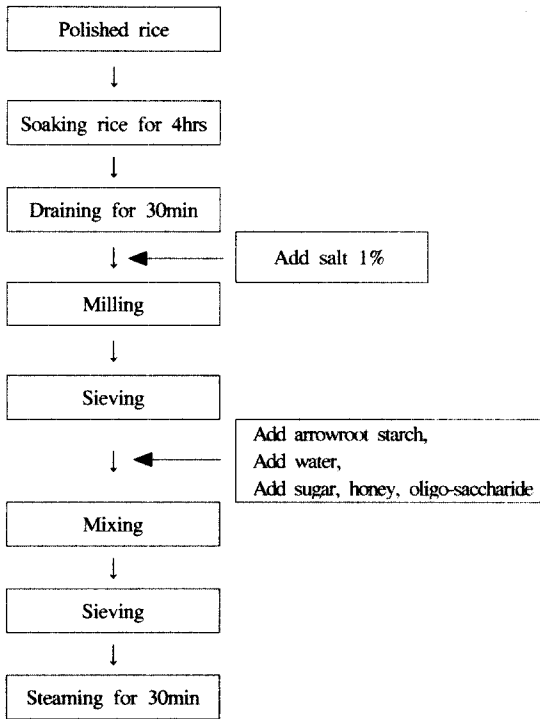 Polished rice
↓
Soaking rice for 4hrs
↓
Draining for 30min
↓
Add salt 1%
Milling
↓
Sieving
↓
Add arrowroot starch,
Add water,
Add sugar, honey, oligo-saccharide
Mixing
↓
Sieving
↓
Steaming for 30min